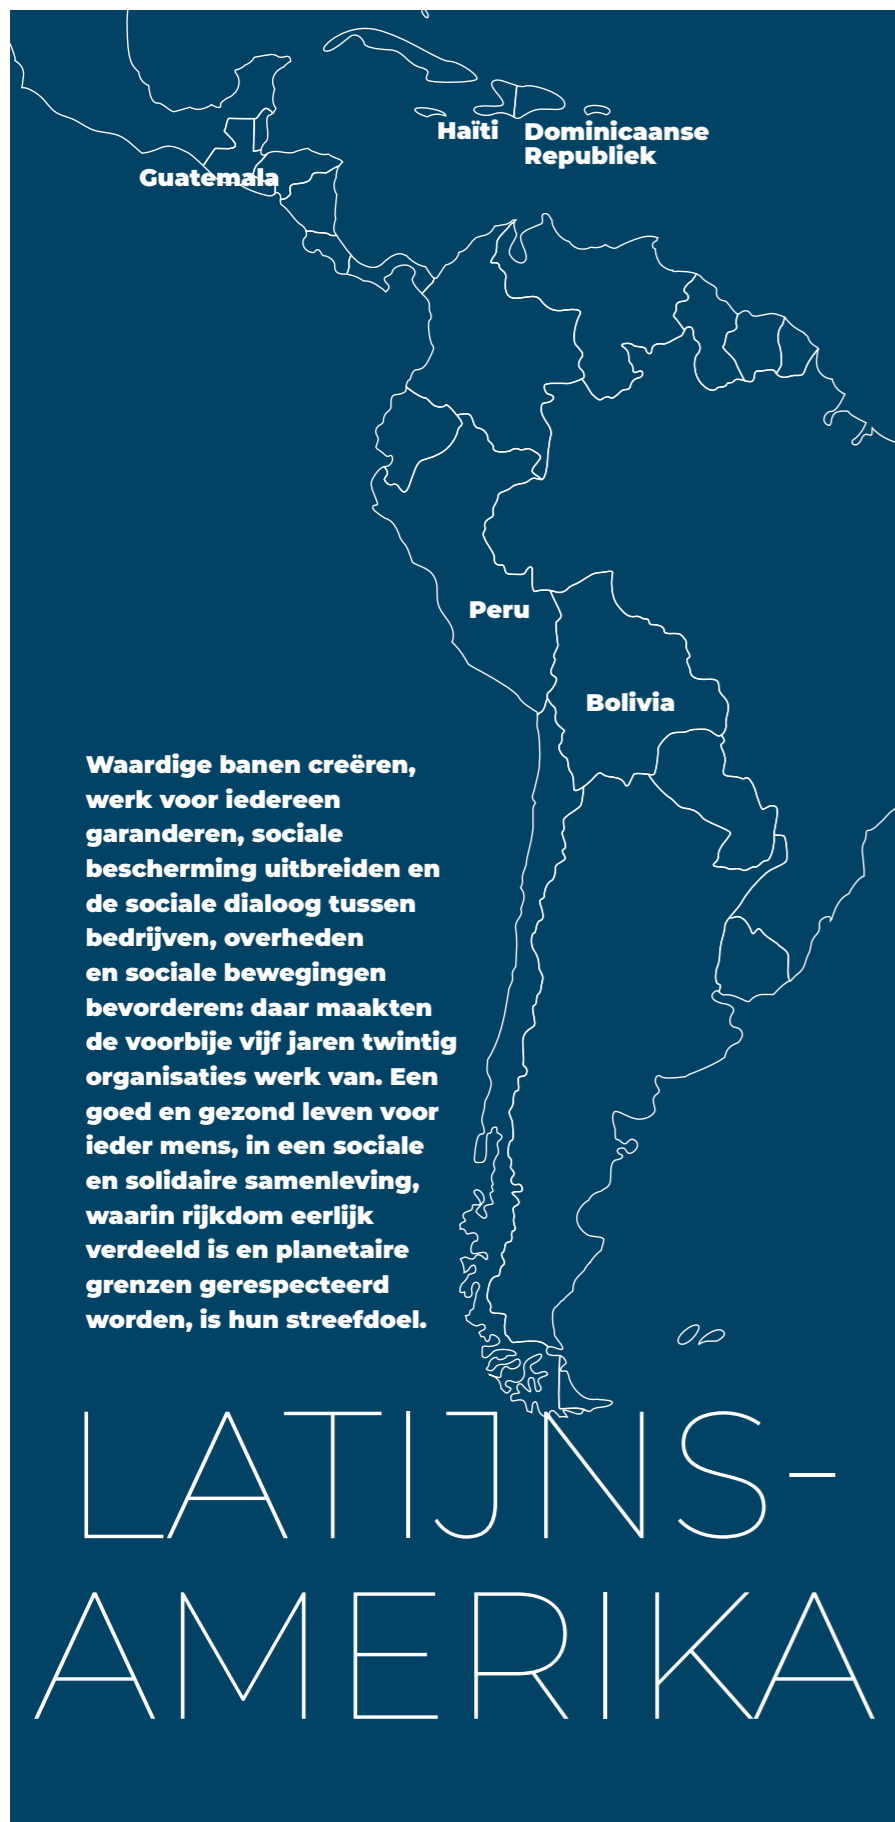 Haïti
Dominicaanse
Republiek
Guatemala
Peru
Bolivia
Waardige banen creëren,
werk voor iedereen
garanderen, sociale
bescherming uitbreiden en
de sociale dialoog tussen
bedrijven, overheden
en sociale bewegingen
bevorderen: daar maakten
de voorbije vijf jaren twintig
organisaties werk van. Een
goed en gezond leven voor
ieder mens, in een sociale
en solidaire samenleving,
waarin rijkdom eerlijk
verdeeld is en planetaire
grenzen gerespecteerd
worden, is hun streefdoel.
LATIJNS-
AMERIKA